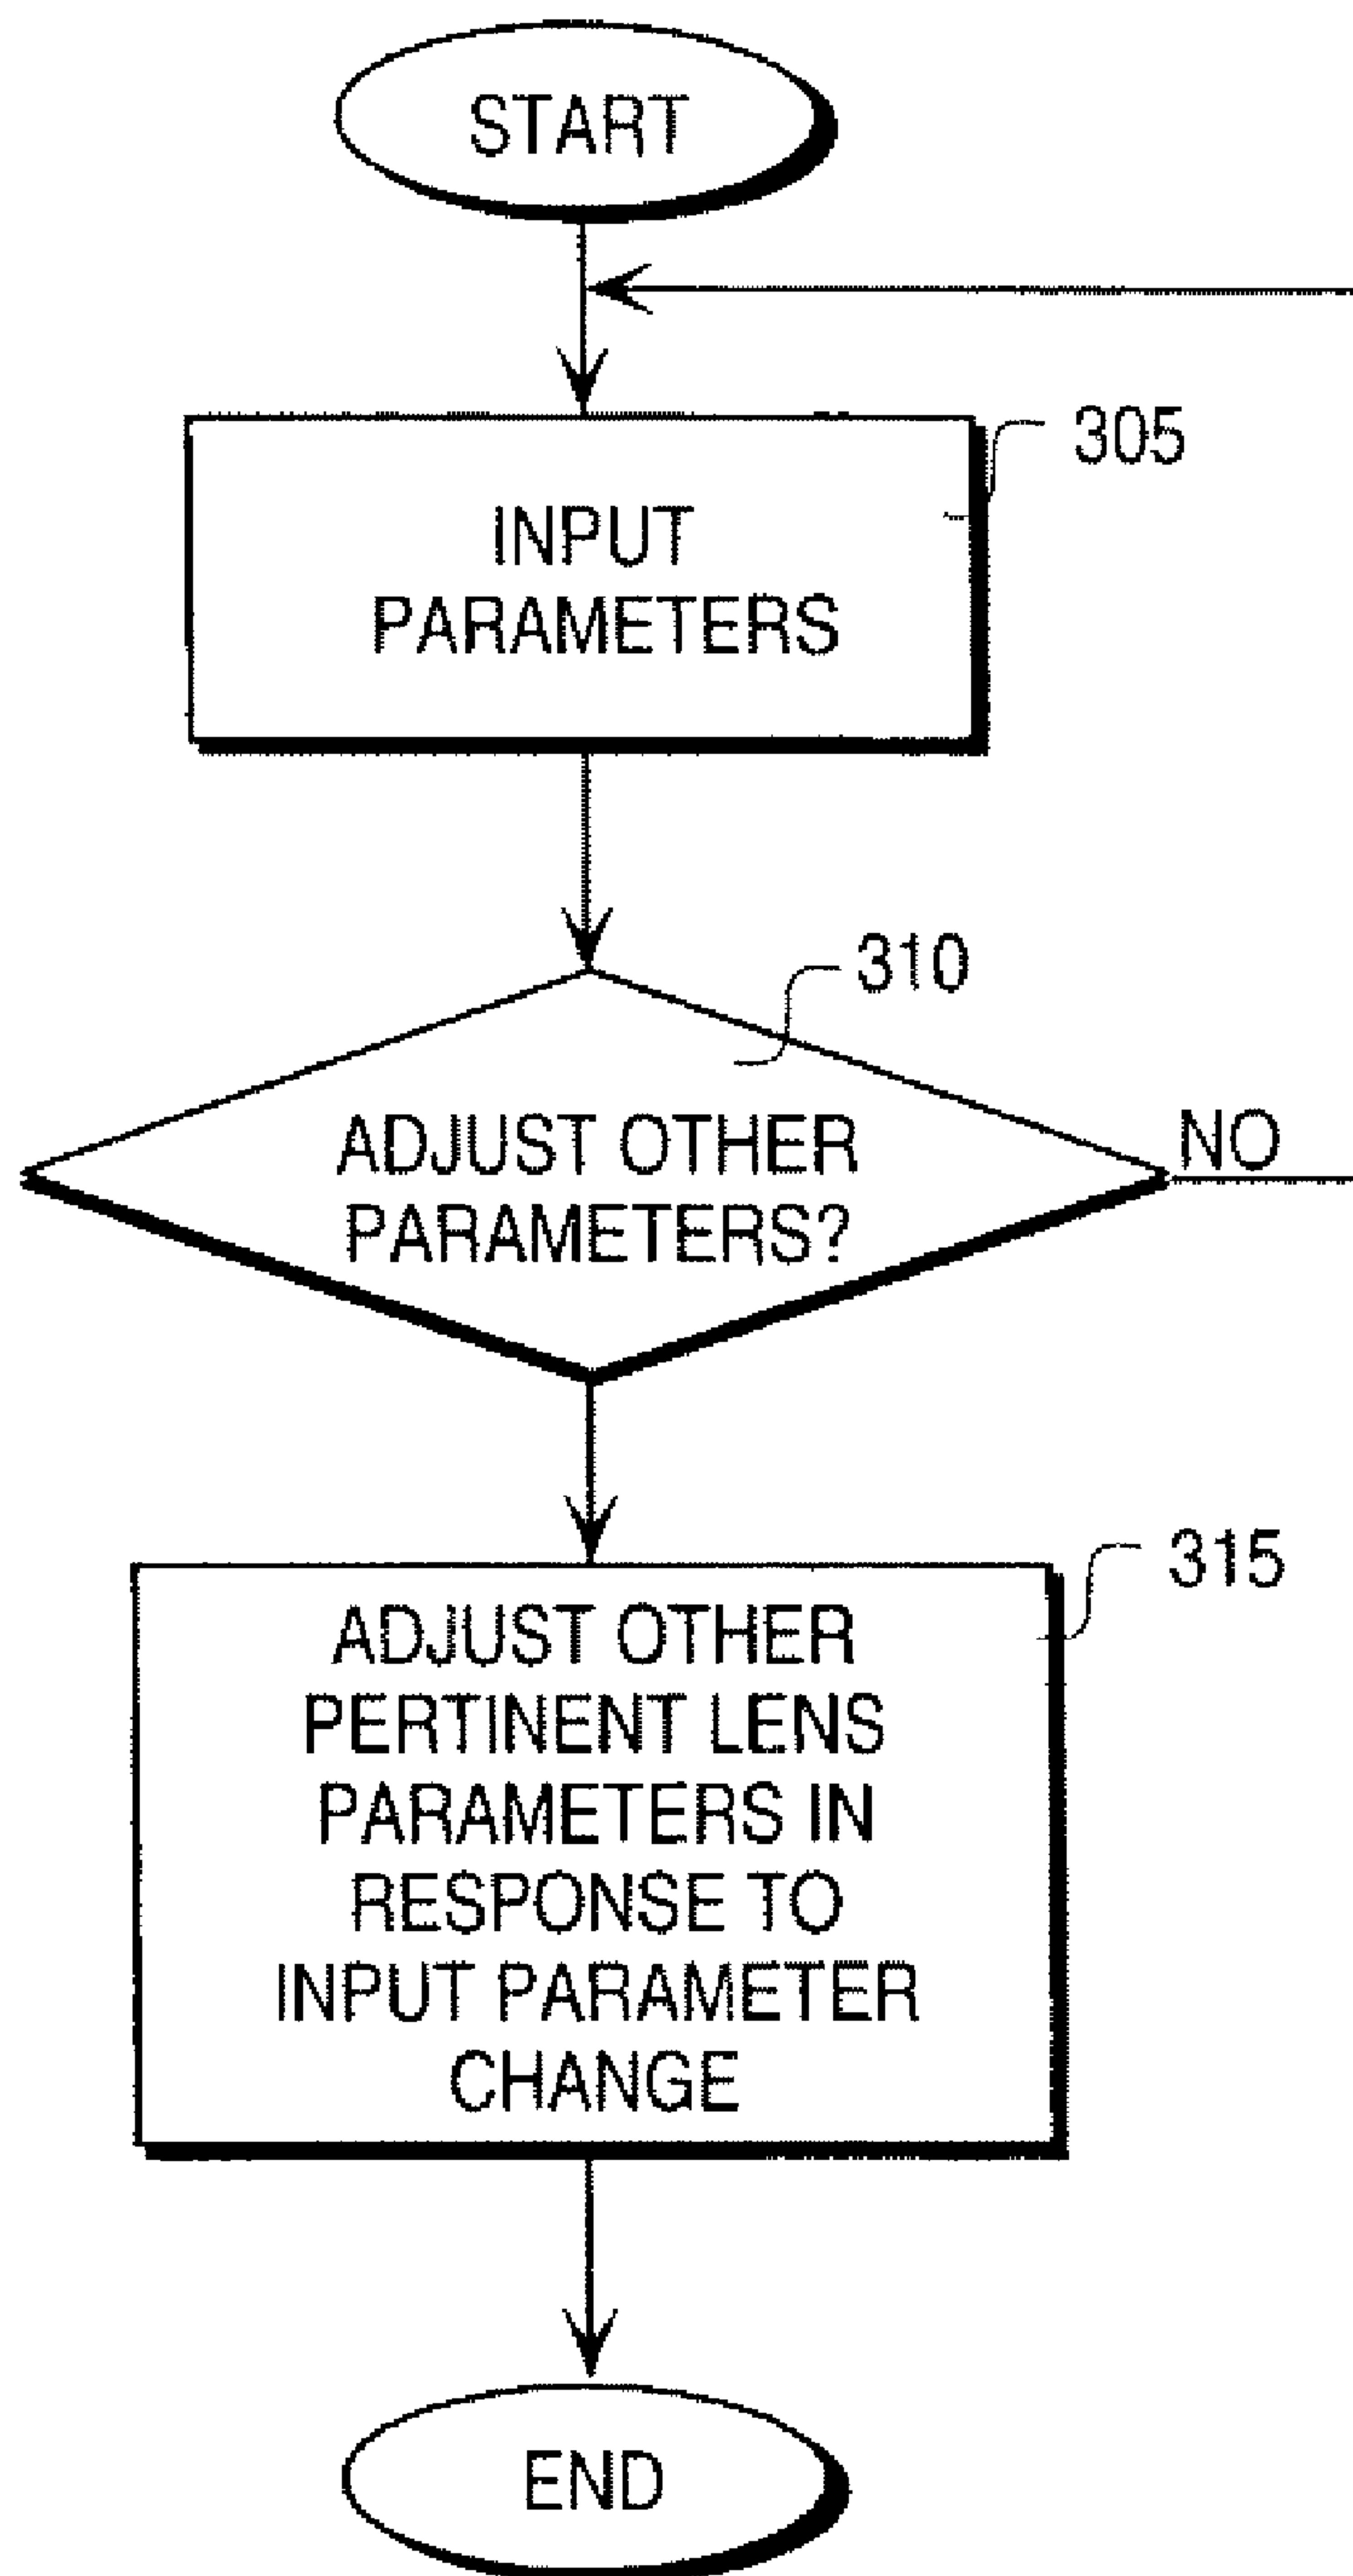 START
305
INPUT
PARAMETERS
310
ADJUST OTHER
PARAMETERS?
NO
315
ADJUST OTHER
PERTINENT LENS
PARAMETERS IN
RESPONSE TO
INPUT PARAMETER
CHANGE
END